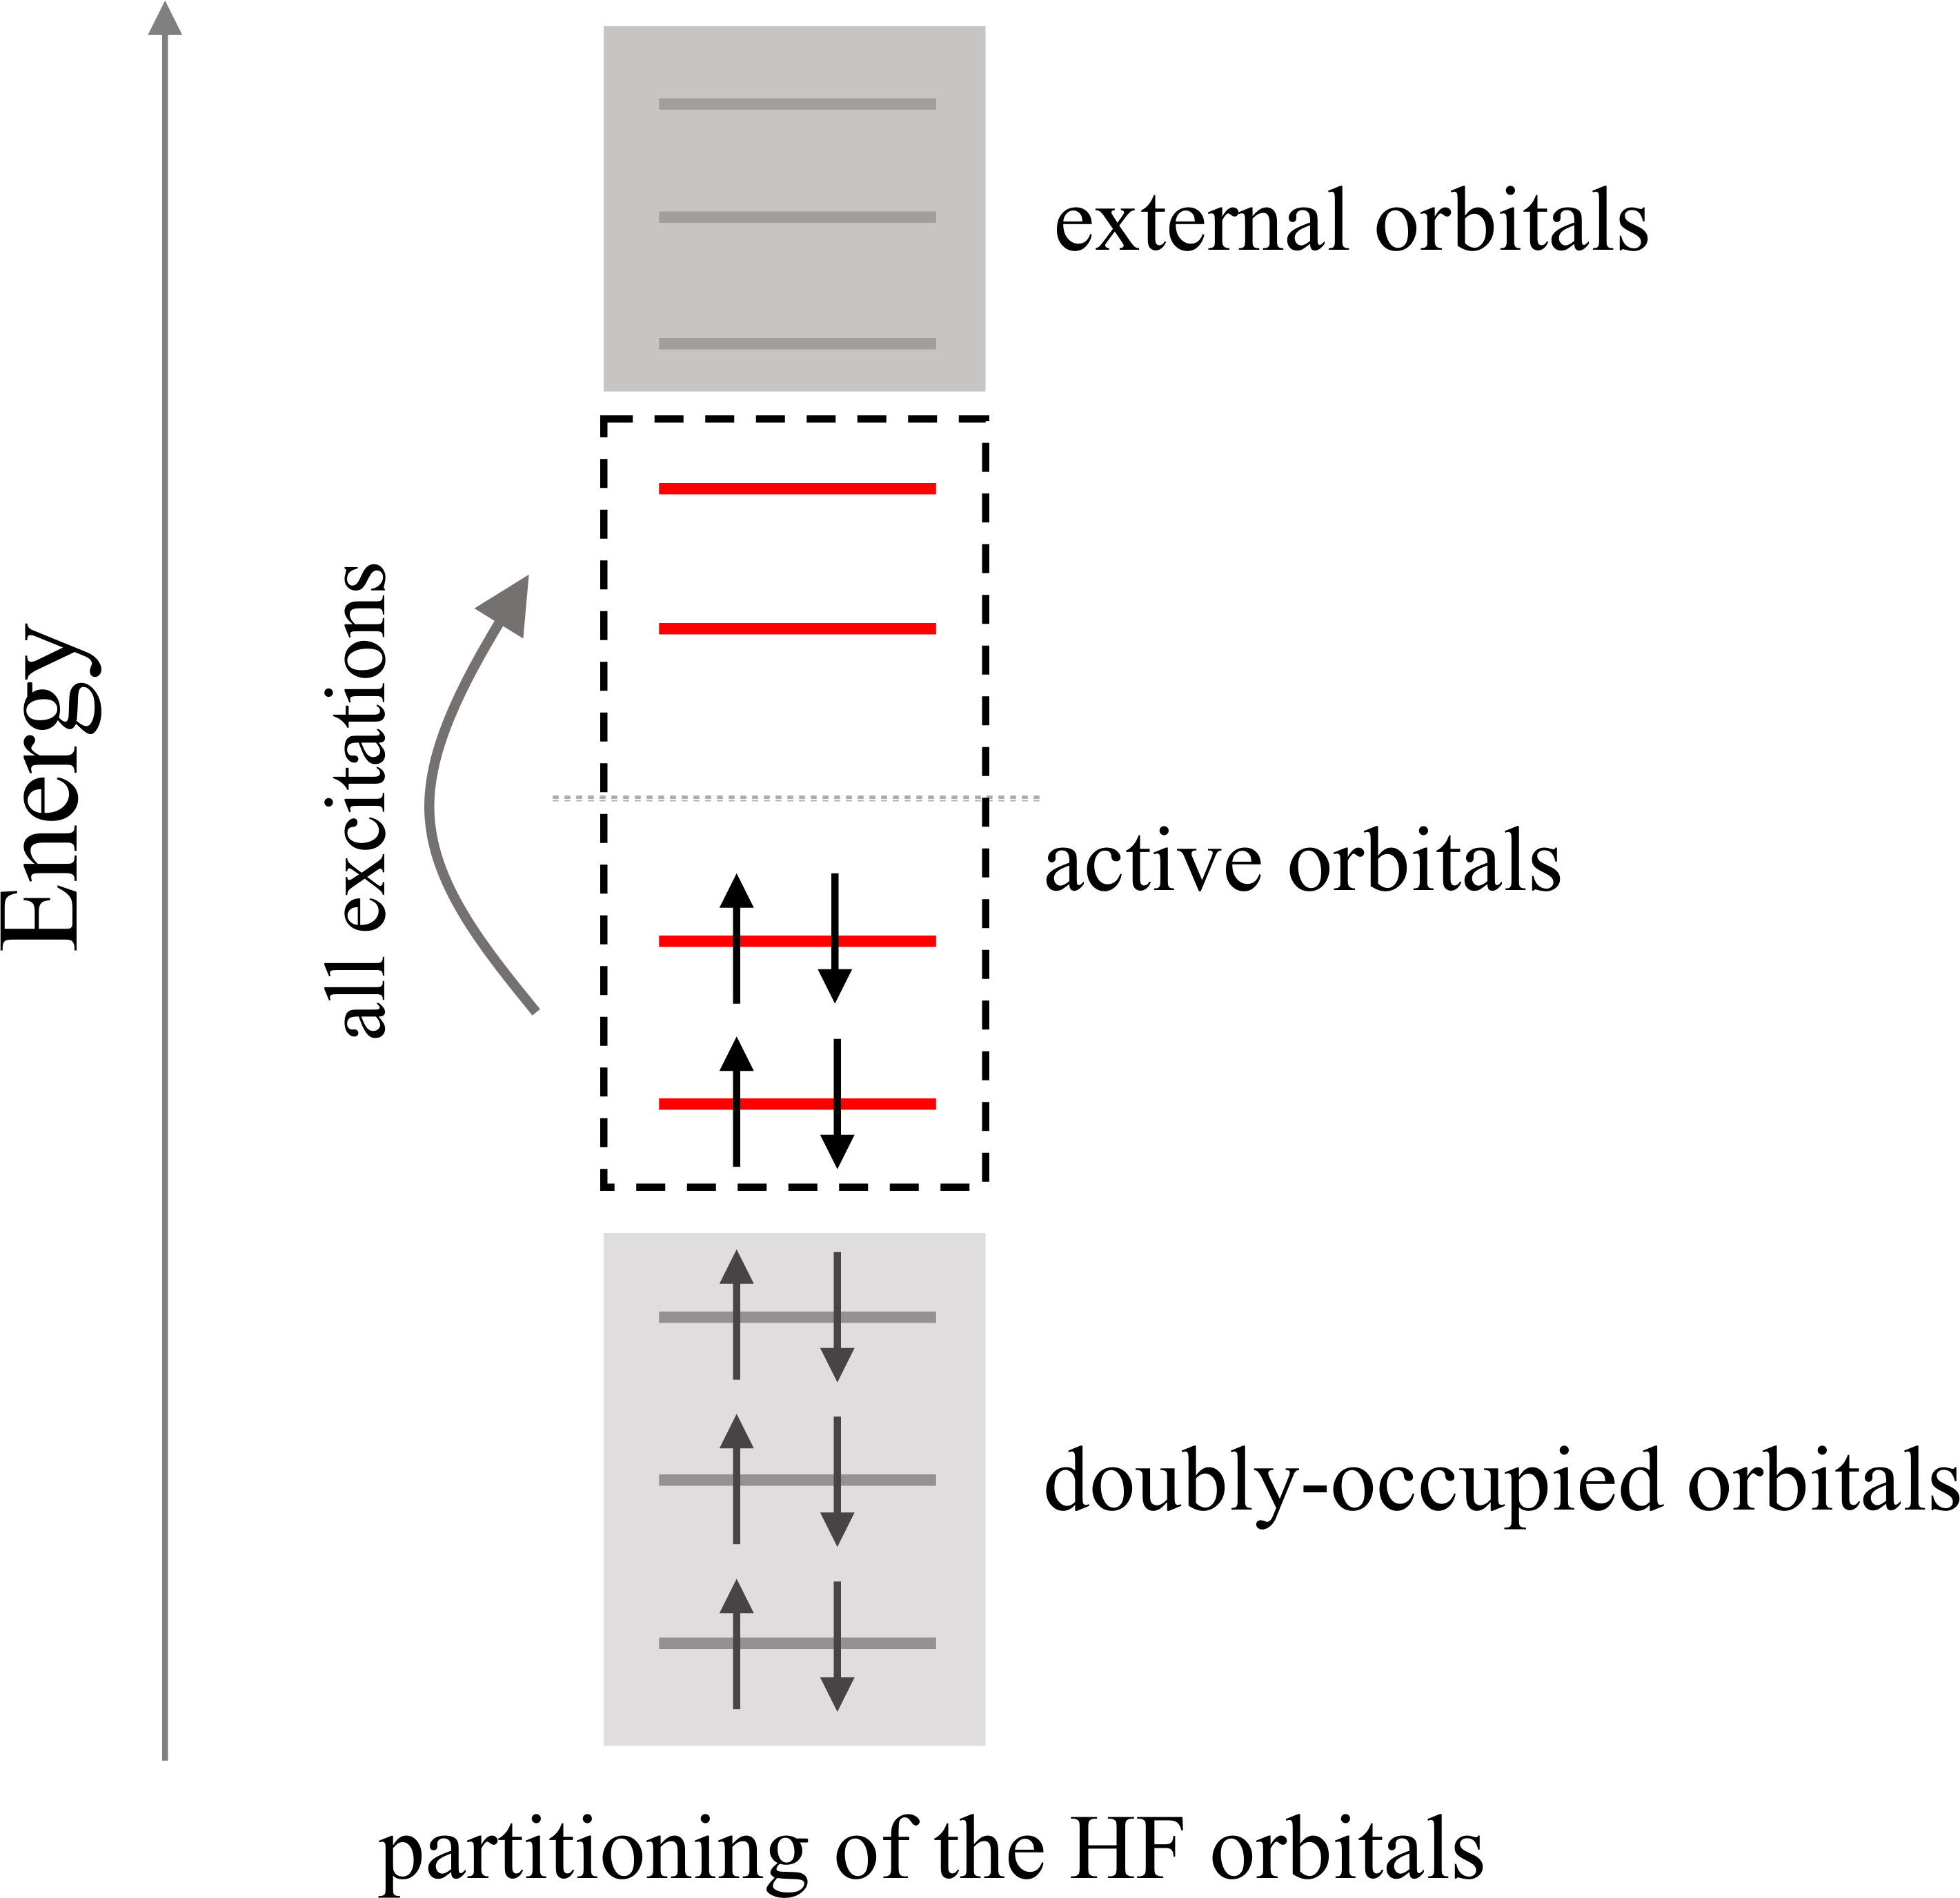 external orbitals
Energy
all excitations
active orbitals
doubly-occupied orbitals
partitioning of the HF orbitals